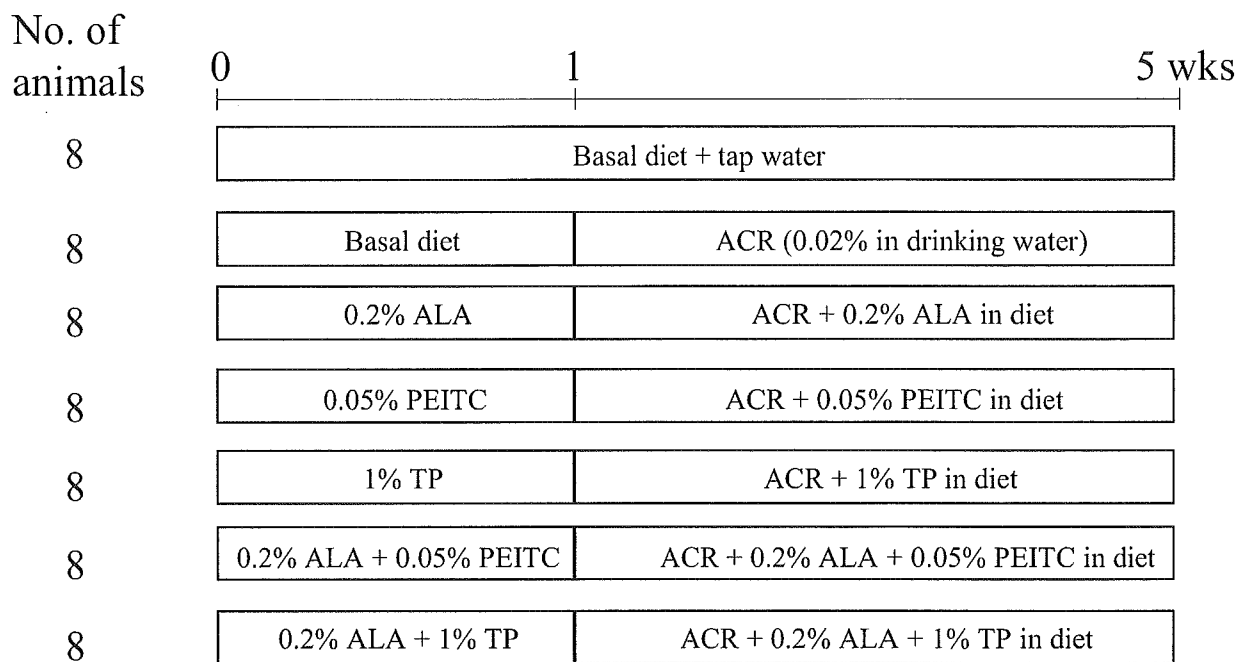 No. of
animals
0 1 5 wks
8 Basal diet + tap water
8 Basal diet ACR (0.02% in drinking water)
8 0.2% ALA ACR + 0.2% ALA in diet
8 0.05% PEITC ACR + 0.05% PEITC in diet
8 1% TP ACR + 1% TP in diet
8 0.2% ALA + 0.05% PEITC ACR + 0.2% ALA + 0.05% PEITC in diet
8 0.2% ALA + 1% TP ACR + 0.2% ALA + 1% TP in diet